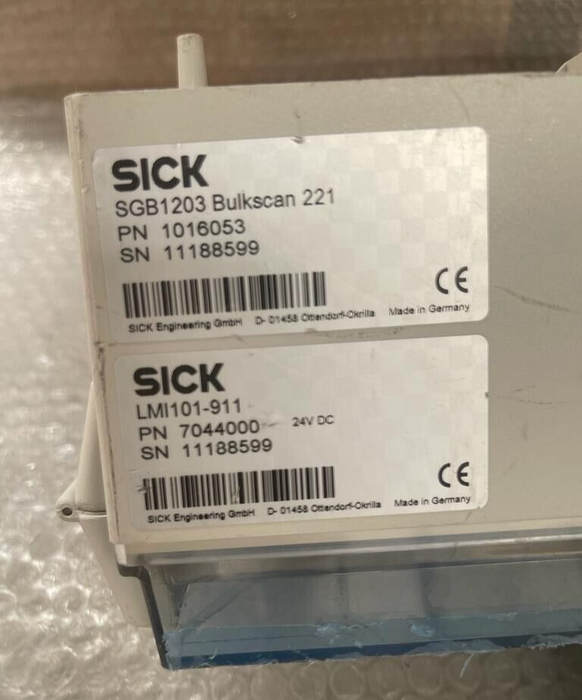 SICK
SGB1203 Bulkscan 221
PN 1016053
SN 11188599
CE
SICK Engineering GmbH D- 01458 Ottendorf-Okrilla Made in Germany
SICK
LMI101-911
PN 7044000 24V DC
SN 11188599
CE
SICK Engineering GmbH D- 01458 Ottendorf-Okrilla Made in Germany